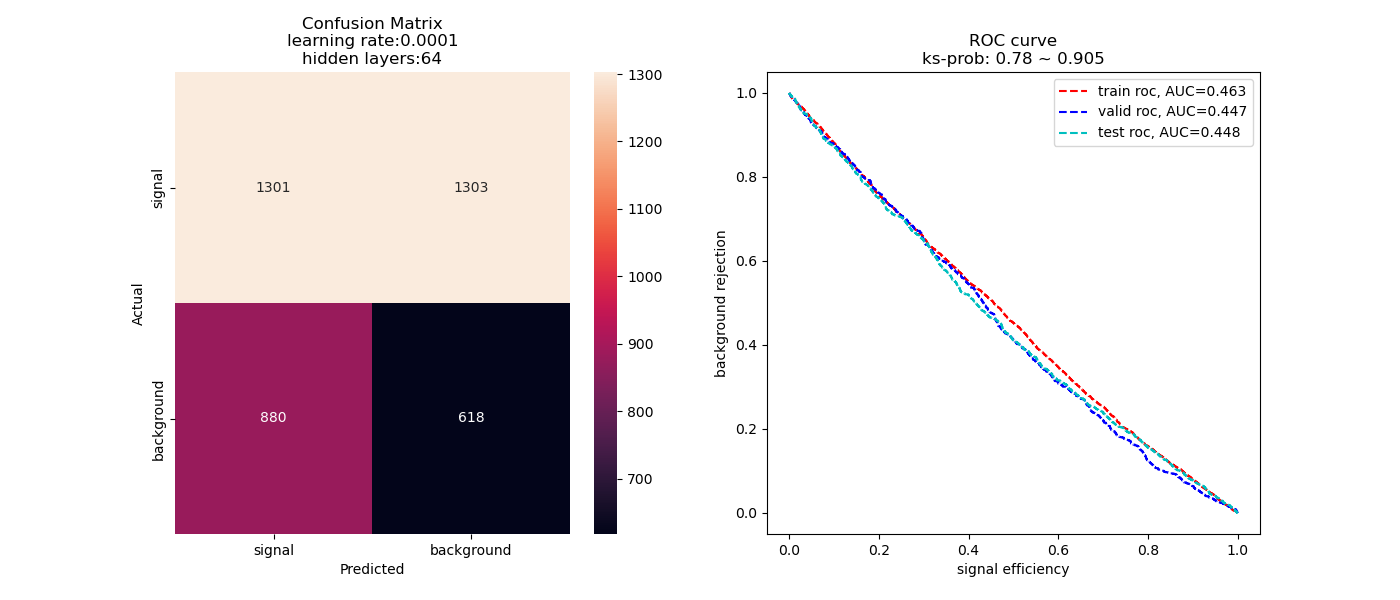 Confusion Matrix
learning rate:0.0001
hidden layers:64
signal
background
Actual
1301
1303
880
618
signal
background
Predicted
1300
1200
1100
1000
900
800
700
ROC curve
ks-prob: 0.78 ~ 0.905
train roc, AUC=0.463
valid roc, AUC=0.447
test roc, AUC=0.448
background rejection
1.0
0.8
0.6
0.4
0.2
0.0
0.0
0.2
0.4
0.6
0.8
1.0
signal efficiency